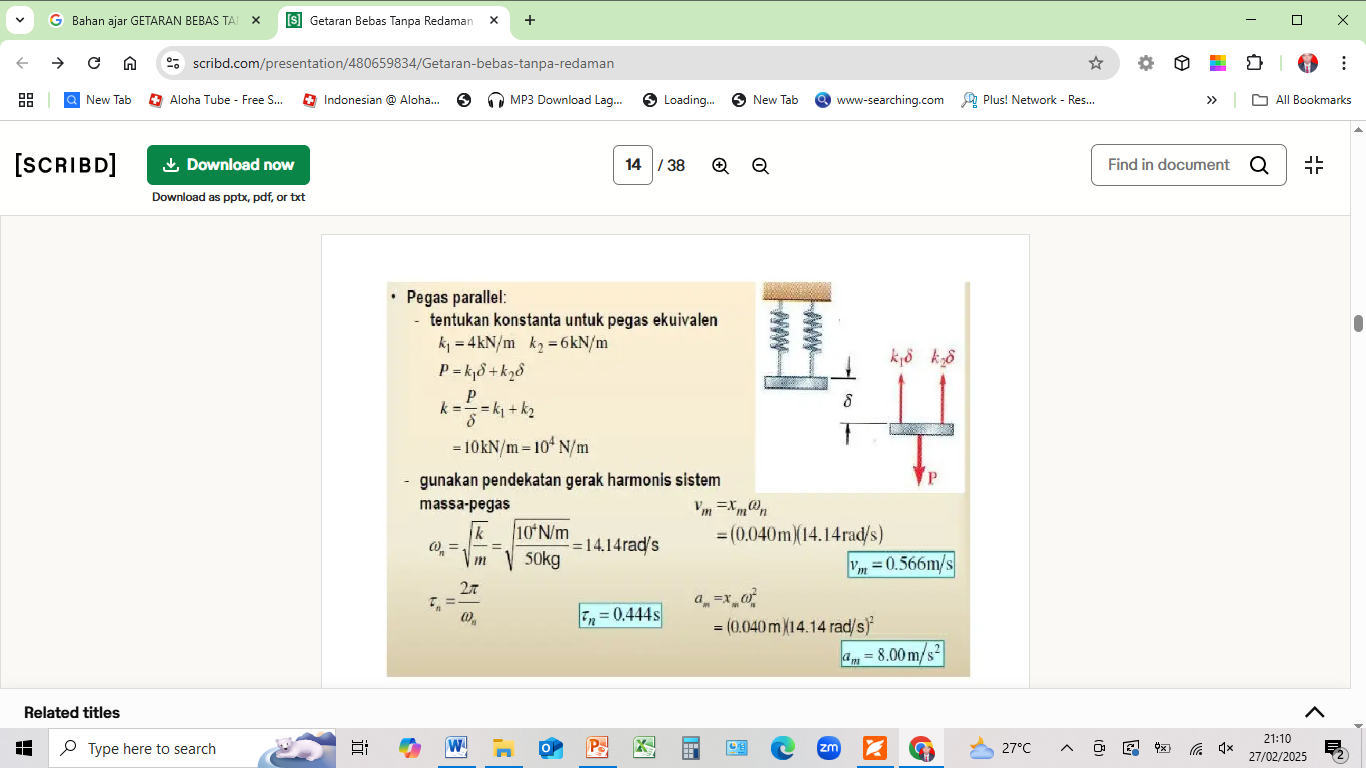 Bahan ajar GETARAN BEBAS TA
Getaran Bebas Tanpa Redaman
scribd.com/presentation/480659834/Getaran-bebas-tanpa-redaman
New Tab
Aloha Tube - Free S...
Indonesian @ Aloha...
MP3 Download Lag...
Loading...
New Tab
www-searching.com
Plus! Network - Res...
»
All Bookmarks
[SCRIBD]
Download now
Download as pptx, pdf, or txt
14 / 38
Find in document
• Pegas parallel:
- tentukan konstanta untuk pegas ekuivalen
k₁ = 4kN/m k₂ = 6kN/m
P = k₁δ + k₂δ
k = P/δ = k₁ + k₂
= 10kN/m = 10⁴ N/m
k₁δ k₂δ
δ
P
- gunakan pendekatan gerak harmonis sistem
massa-pegas
ωₙ = √(k/m) = √(10⁴N/m / 50kg) = 14.14rad/s
τₙ = 2π/ωₙ
τₙ = 0.444s
vₘ = xₘωₙ
= (0.040m)(14.14rad/s)
vₘ = 0.566m/s
aₘ = xₘωₙ²
= (0.040m)(14.14 rad/s)²
aₘ = 8.00m/s²
Related titles
Type here to search
W
P
X
zm
27°C
21:10
27/02/2025
2